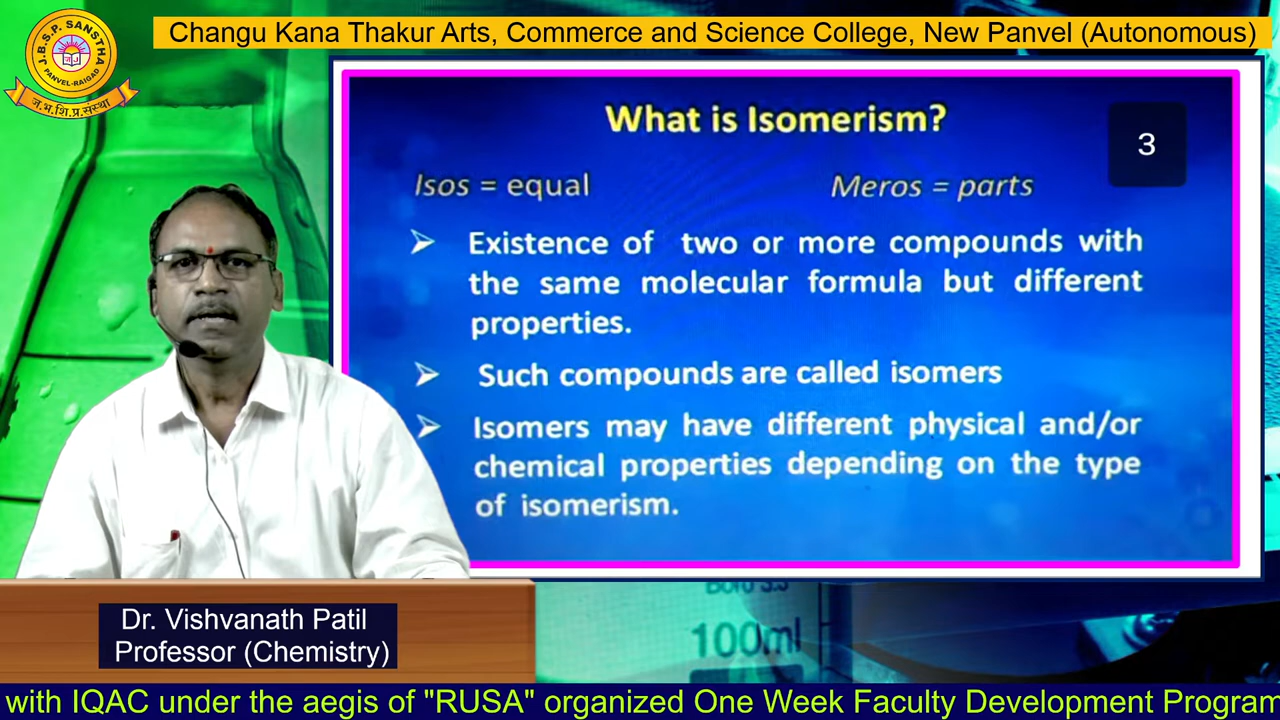 Changu Kana Thakur Arts, Commerce and Science College, New Panvel (Autonomous)
J.B.S.P. SANSTHA
PANVEL-RAIGAD
ज.भ.शि.प्र.संस्था
What is Isomerism?
3
Isos = equal
Meros = parts
➢ Existence of two or more compounds with
the same molecular formula but different
properties.
➢ Such compounds are called isomers
➢ Isomers may have different physical and/or
chemical properties depending on the type
of isomerism.
100ml
Dr. Vishvanath Patil
Professor (Chemistry)
with IQAC under the aegis of "RUSA" organized One Week Faculty Development Program